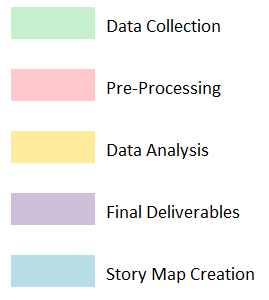 Data Collection
Pre-Processing
Data Analysis
Final Deliverables
Story Map Creation